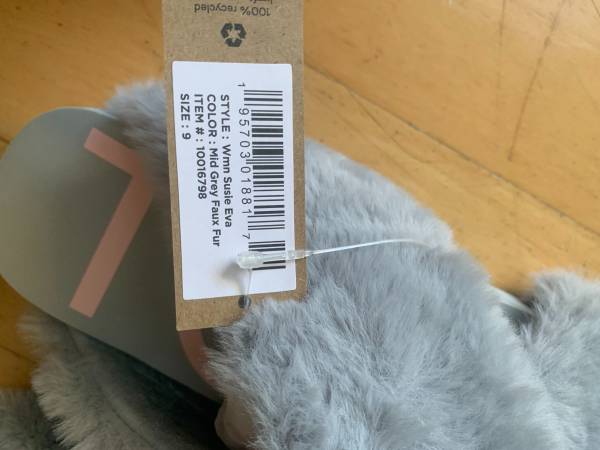 100% recycled
STYLE : Wmn Susie Eva
COLOR : Mid Grey Faux Fur
ITEM # : 10016798
SIZE : 9
1 95703 01881 7